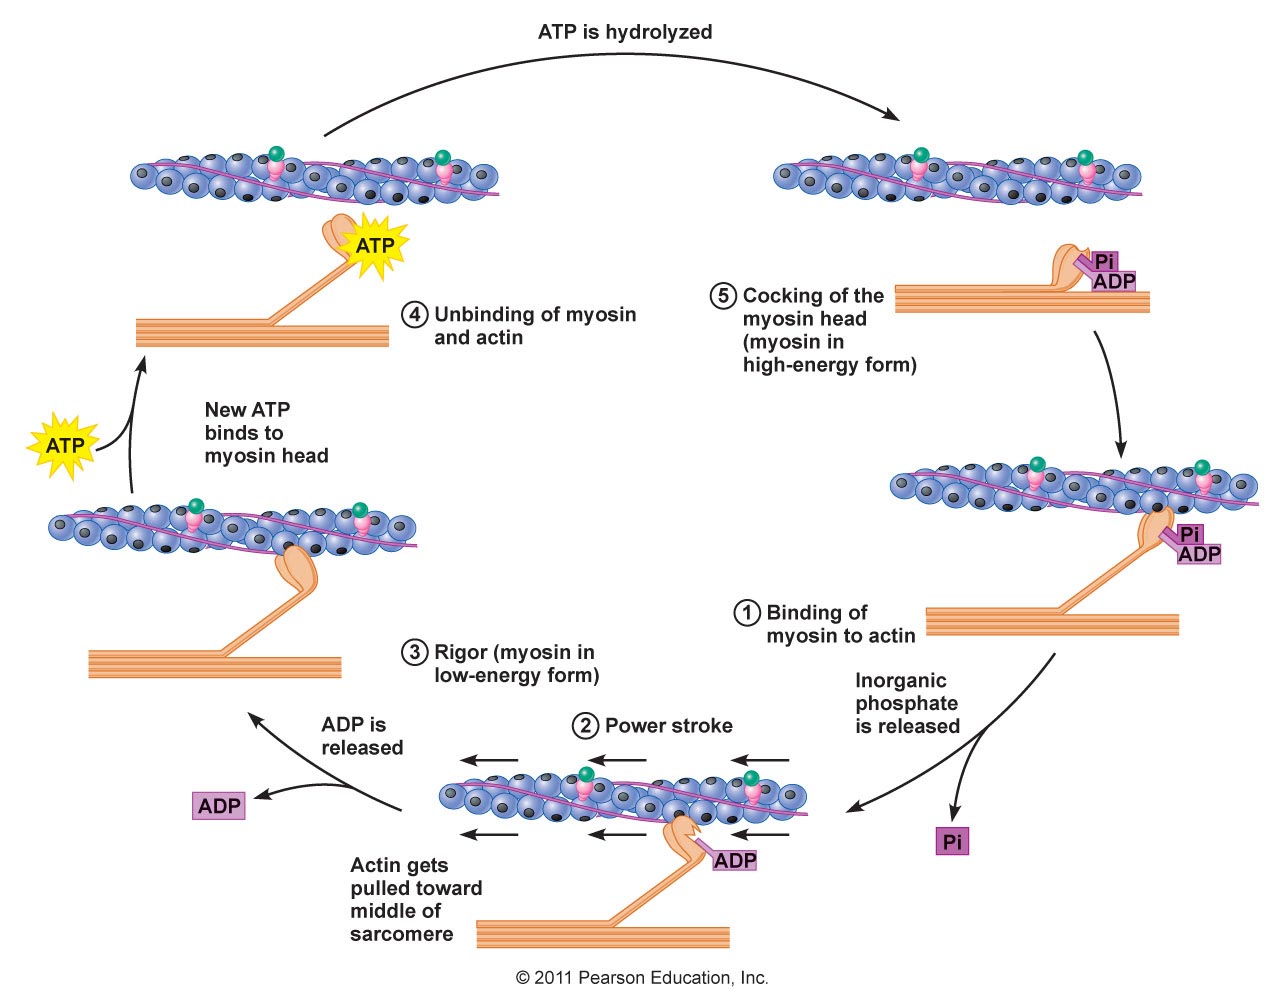 ATP is hydrolyzed
ATP
④ Unbinding of myosin
and actin
Pi
ADP
⑤ Cocking of the
myosin head
(myosin in
high-energy form)
ATP
New ATP
binds to
myosin head
Pi
ADP
① Binding of
myosin to actin
③ Rigor (myosin in
low-energy form)
Inorganic
phosphate
is released
ADP is
released
② Power stroke
ADP
Pi
ADP
Actin gets
pulled toward
middle of
sarcomere
© 2011 Pearson Education, Inc.